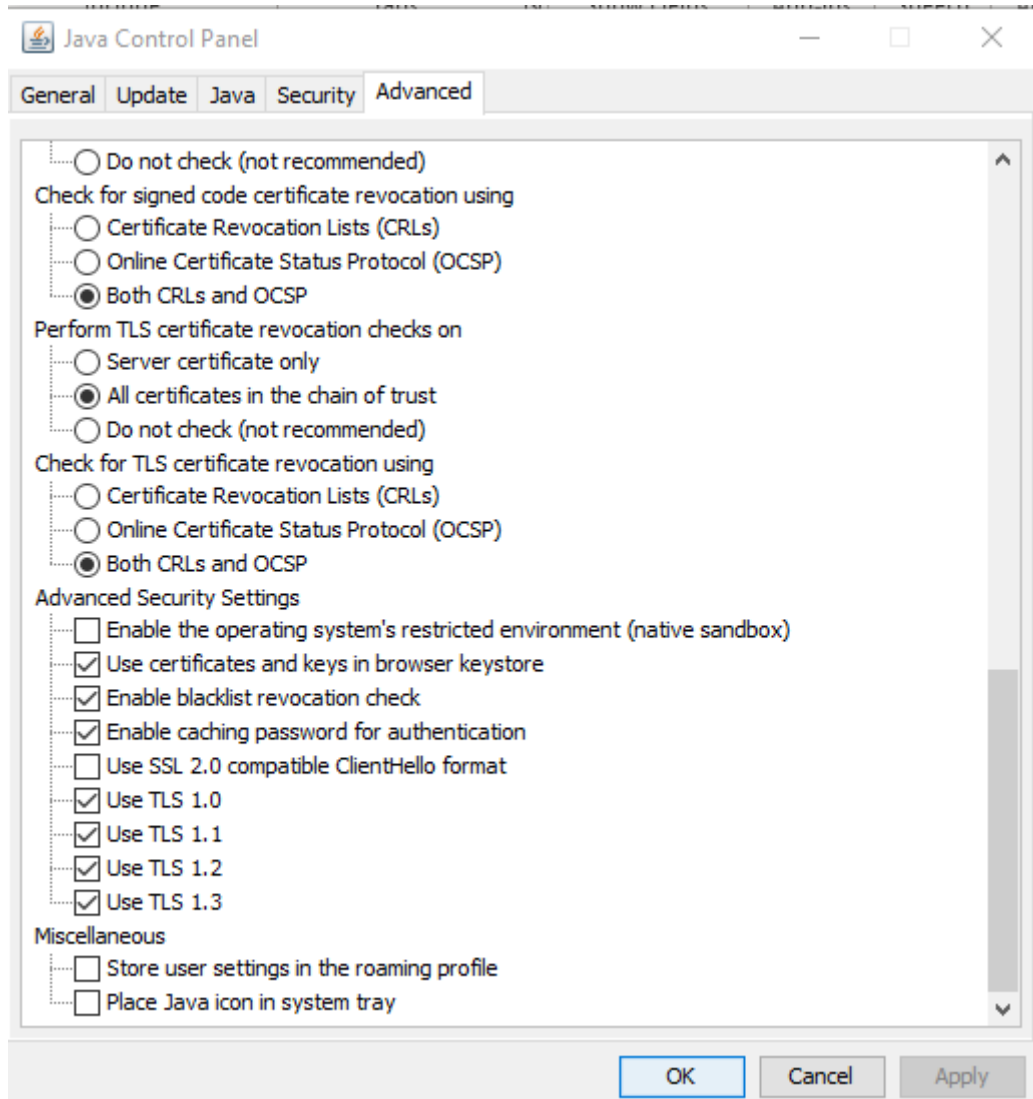 Java Control Panel
General Update Java Security Advanced
Do not check (not recommended)
Check for signed code certificate revocation using
Certificate Revocation Lists (CRLs)
Online Certificate Status Protocol (OCSP)
Both CRLs and OCSP
Perform TLS certificate revocation checks on
Server certificate only
All certificates in the chain of trust
Do not check (not recommended)
Check for TLS certificate revocation using
Certificate Revocation Lists (CRLs)
Online Certificate Status Protocol (OCSP)
Both CRLs and OCSP
Advanced Security Settings
Enable the operating system's restricted environment (native sandbox)
Use certificates and keys in browser keystore
Enable blacklist revocation check
Enable caching password for authentication
Use SSL 2.0 compatible ClientHello format
Use TLS 1.0
Use TLS 1.1
Use TLS 1.2
Use TLS 1.3
Miscellaneous
Store user settings in the roaming profile
Place Java icon in system tray
OK Cancel Apply